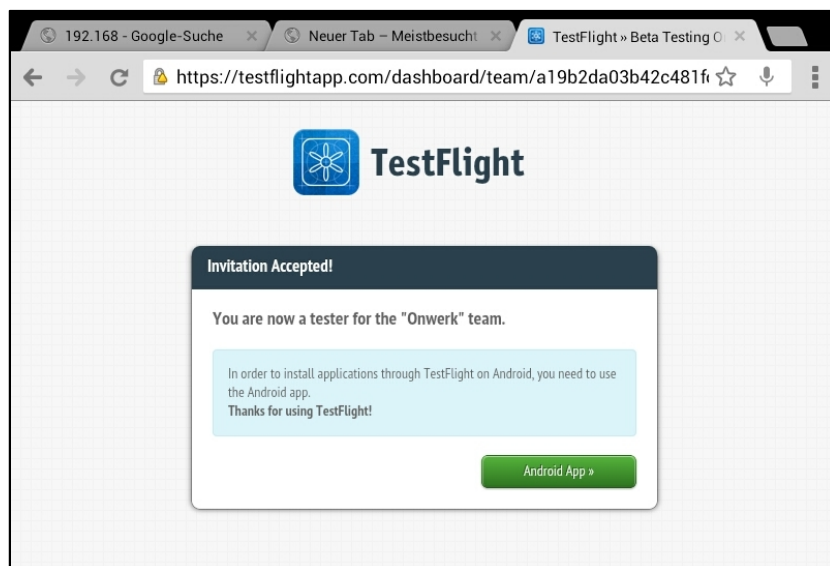 192.168 - Google-Suche
Neuer Tab – Meistbesucht
TestFlight » Beta Testing O
https://testflightapp.com/dashboard/team/a19b2da03b42c481f
TestFlight
Invitation Accepted!
You are now a tester for the "Onwerk" team.
In order to install applications through TestFlight on Android, you need to use
the Android app.
Thanks for using TestFlight!
Android App »